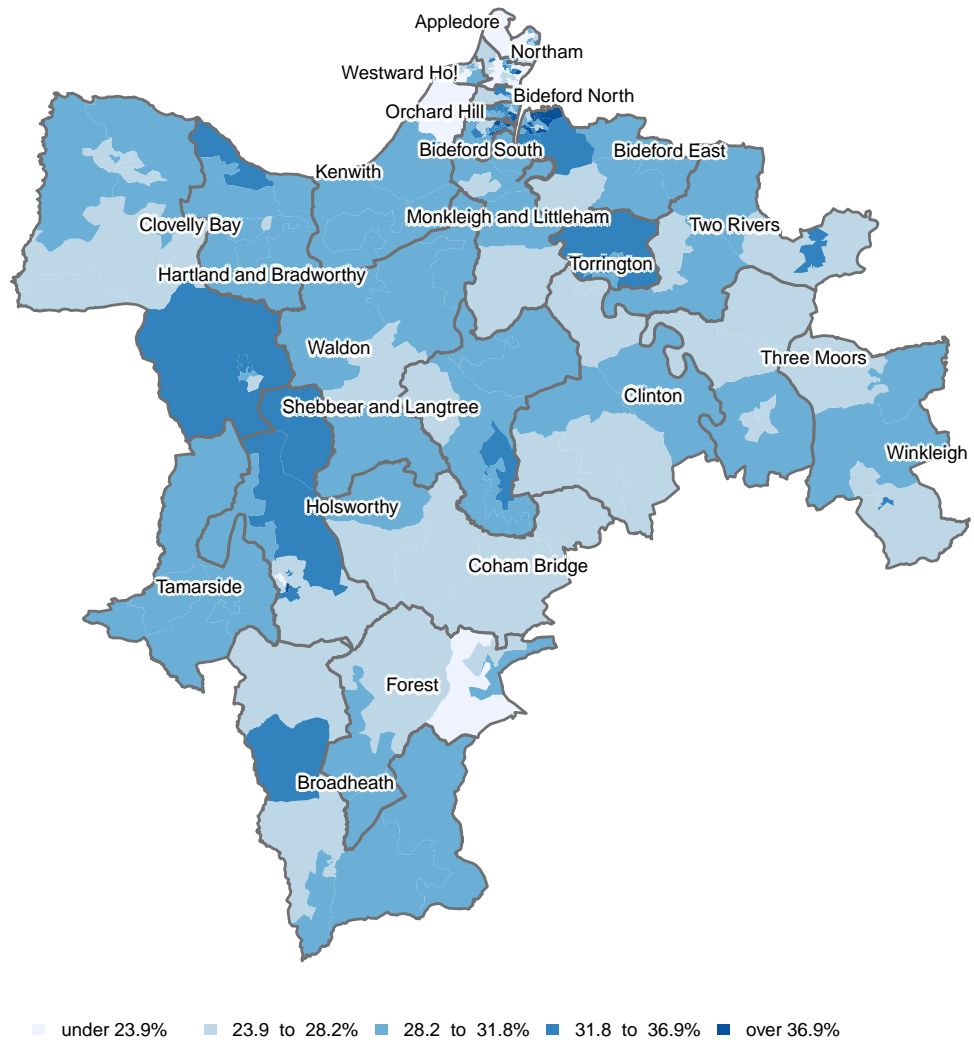 Appledore
Northam
Westward Ho!
Bideford North
Orchard Hill
Bideford South
Bideford East
Kenwith
Monkleigh and Littleham
Clovelly Bay
Two Rivers
Torrington
Hartland and Bradworthy
Waldon
Three Moors
Clinton
Shebbear and Langtree
Winkleigh
Holsworthy
Coham Bridge
Tamarside
Forest
Broadheath
under 23.9% 23.9 to 28.2% 28.2 to 31.8% 31.8 to 36.9% over 36.9%